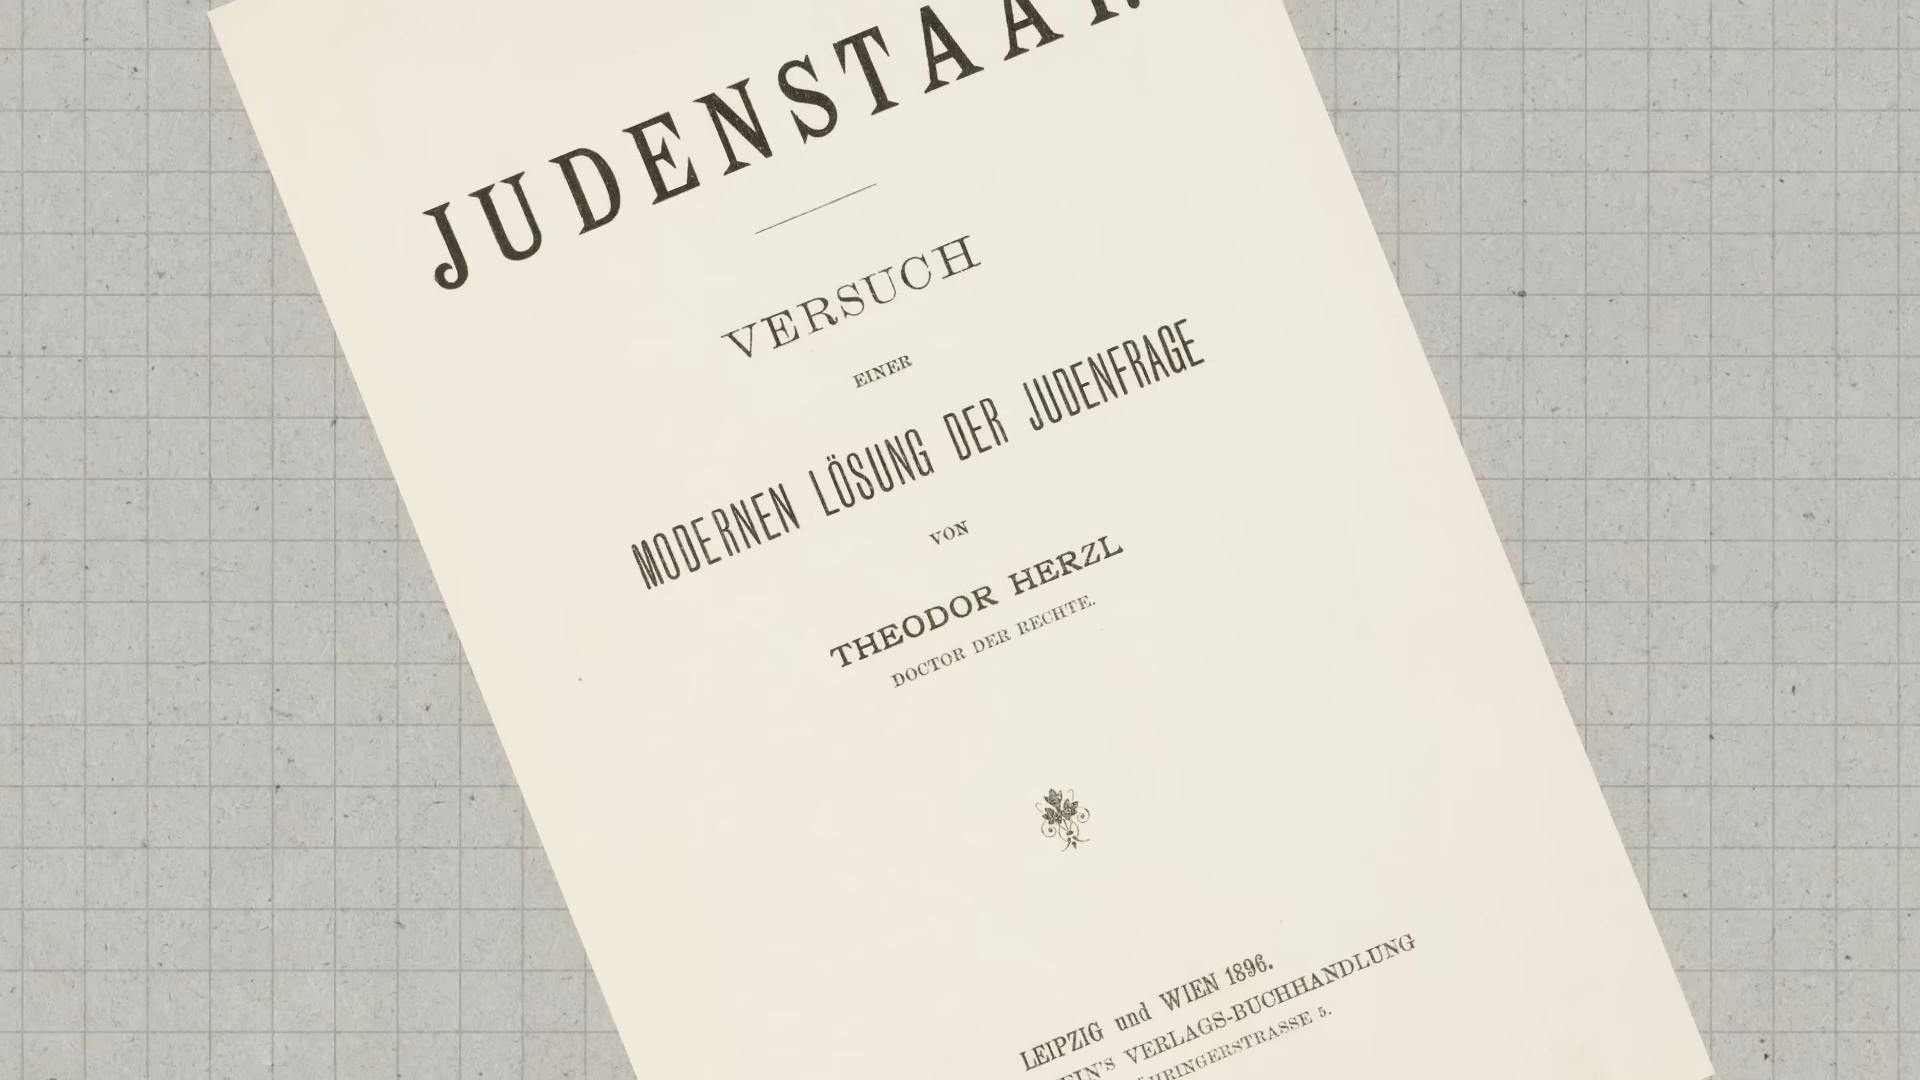 JUDENSTAAT.
VERSUCH
EINER
MODERNEN LÖSUNG DER JUDENFRAGE
VON
THEODOR HERZL
DOCTOR DER RECHTE.
LEIPZIG und WIEN 1896.
VERLAGS-BUCHHANDLUNG
5.